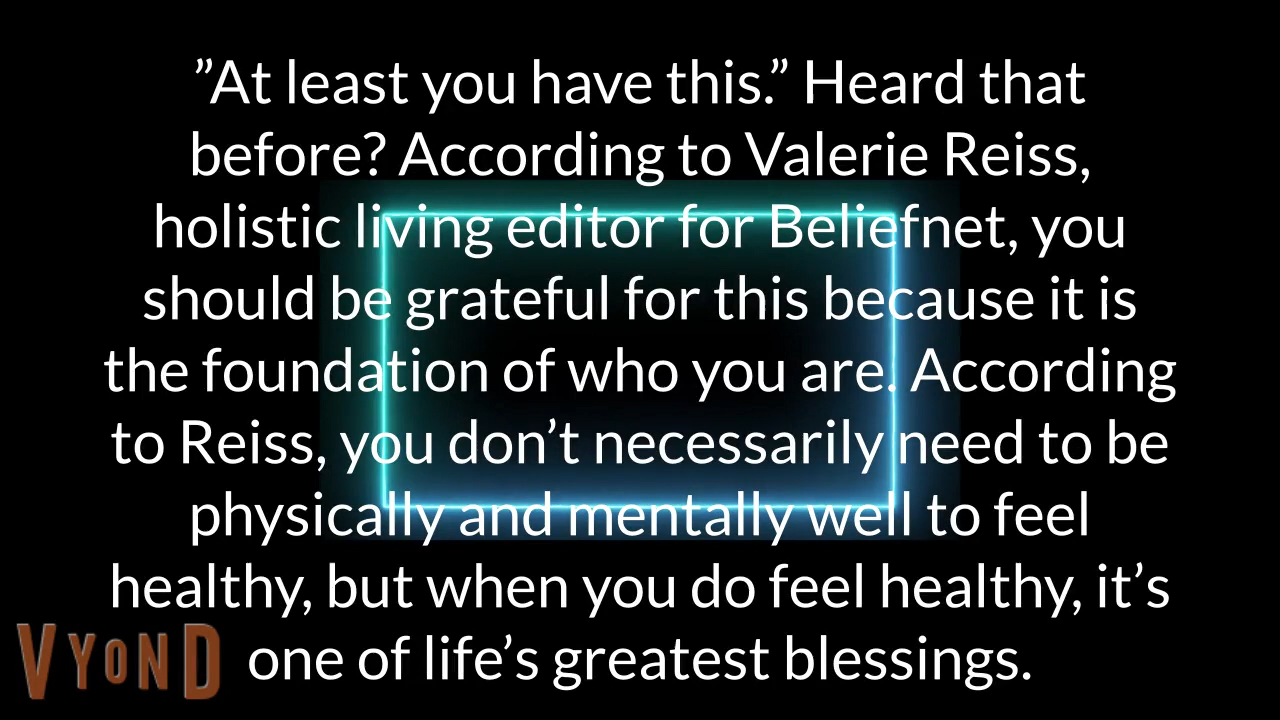 ”At least you have this.” Heard that
before? According to Valerie Reiss,
holistic living editor for Beliefnet, you
should be grateful for this because it is
the foundation of who you are. According
to Reiss, you don’t necessarily need to be
physically and mentally well to feel
healthy, but when you do feel healthy, it’s
one of life’s greatest blessings.
VYOND